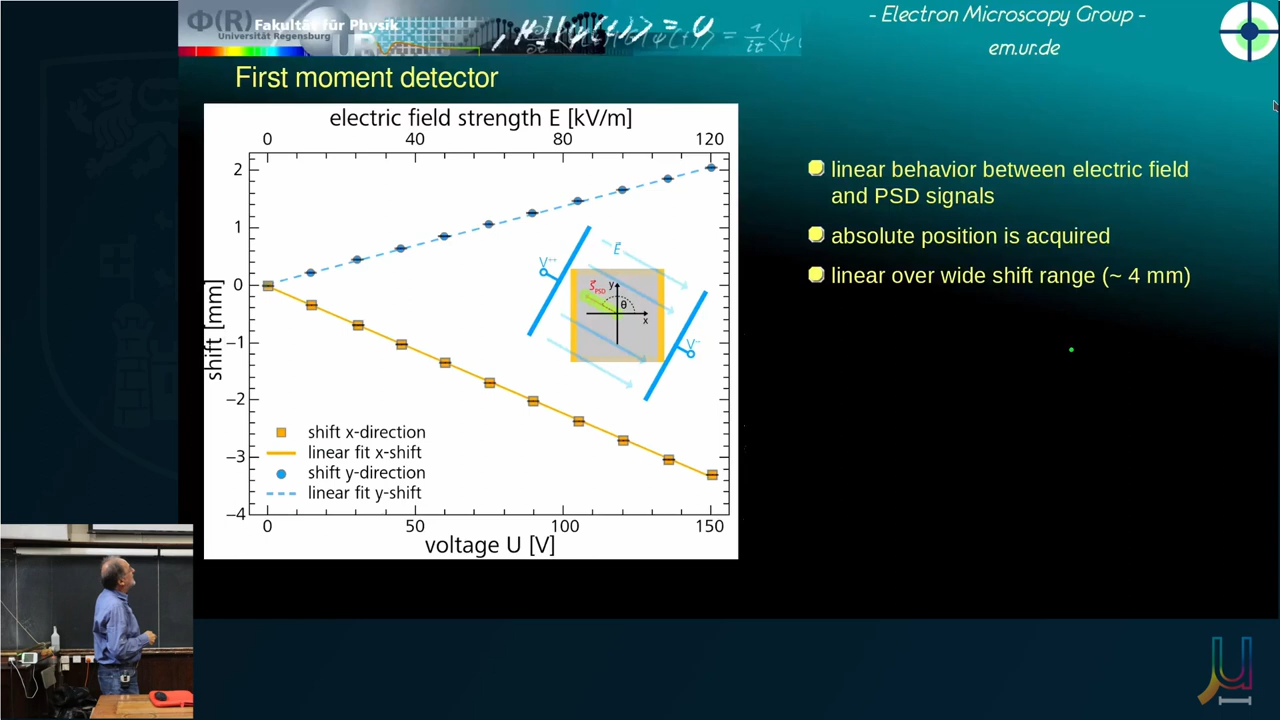 Φ(R) Fakultät für Physik
Universität Regensburg
UR
- Electron Microscopy Group -
em.ur.de
First moment detector
electric field strength E [kV/m]
0 40 80 120
2
1
0
−1
−2
−3
−4
shift [mm]
V⁺⁺
E
ζPSD
y
θ
x
V⁻
shift x-direction
linear fit x-shift
shift y-direction
linear fit y-shift
0 50 100 150
voltage U [V]
linear behavior between electric field
and PSD signals
absolute position is acquired
linear over wide shift range (~ 4 mm)
μ